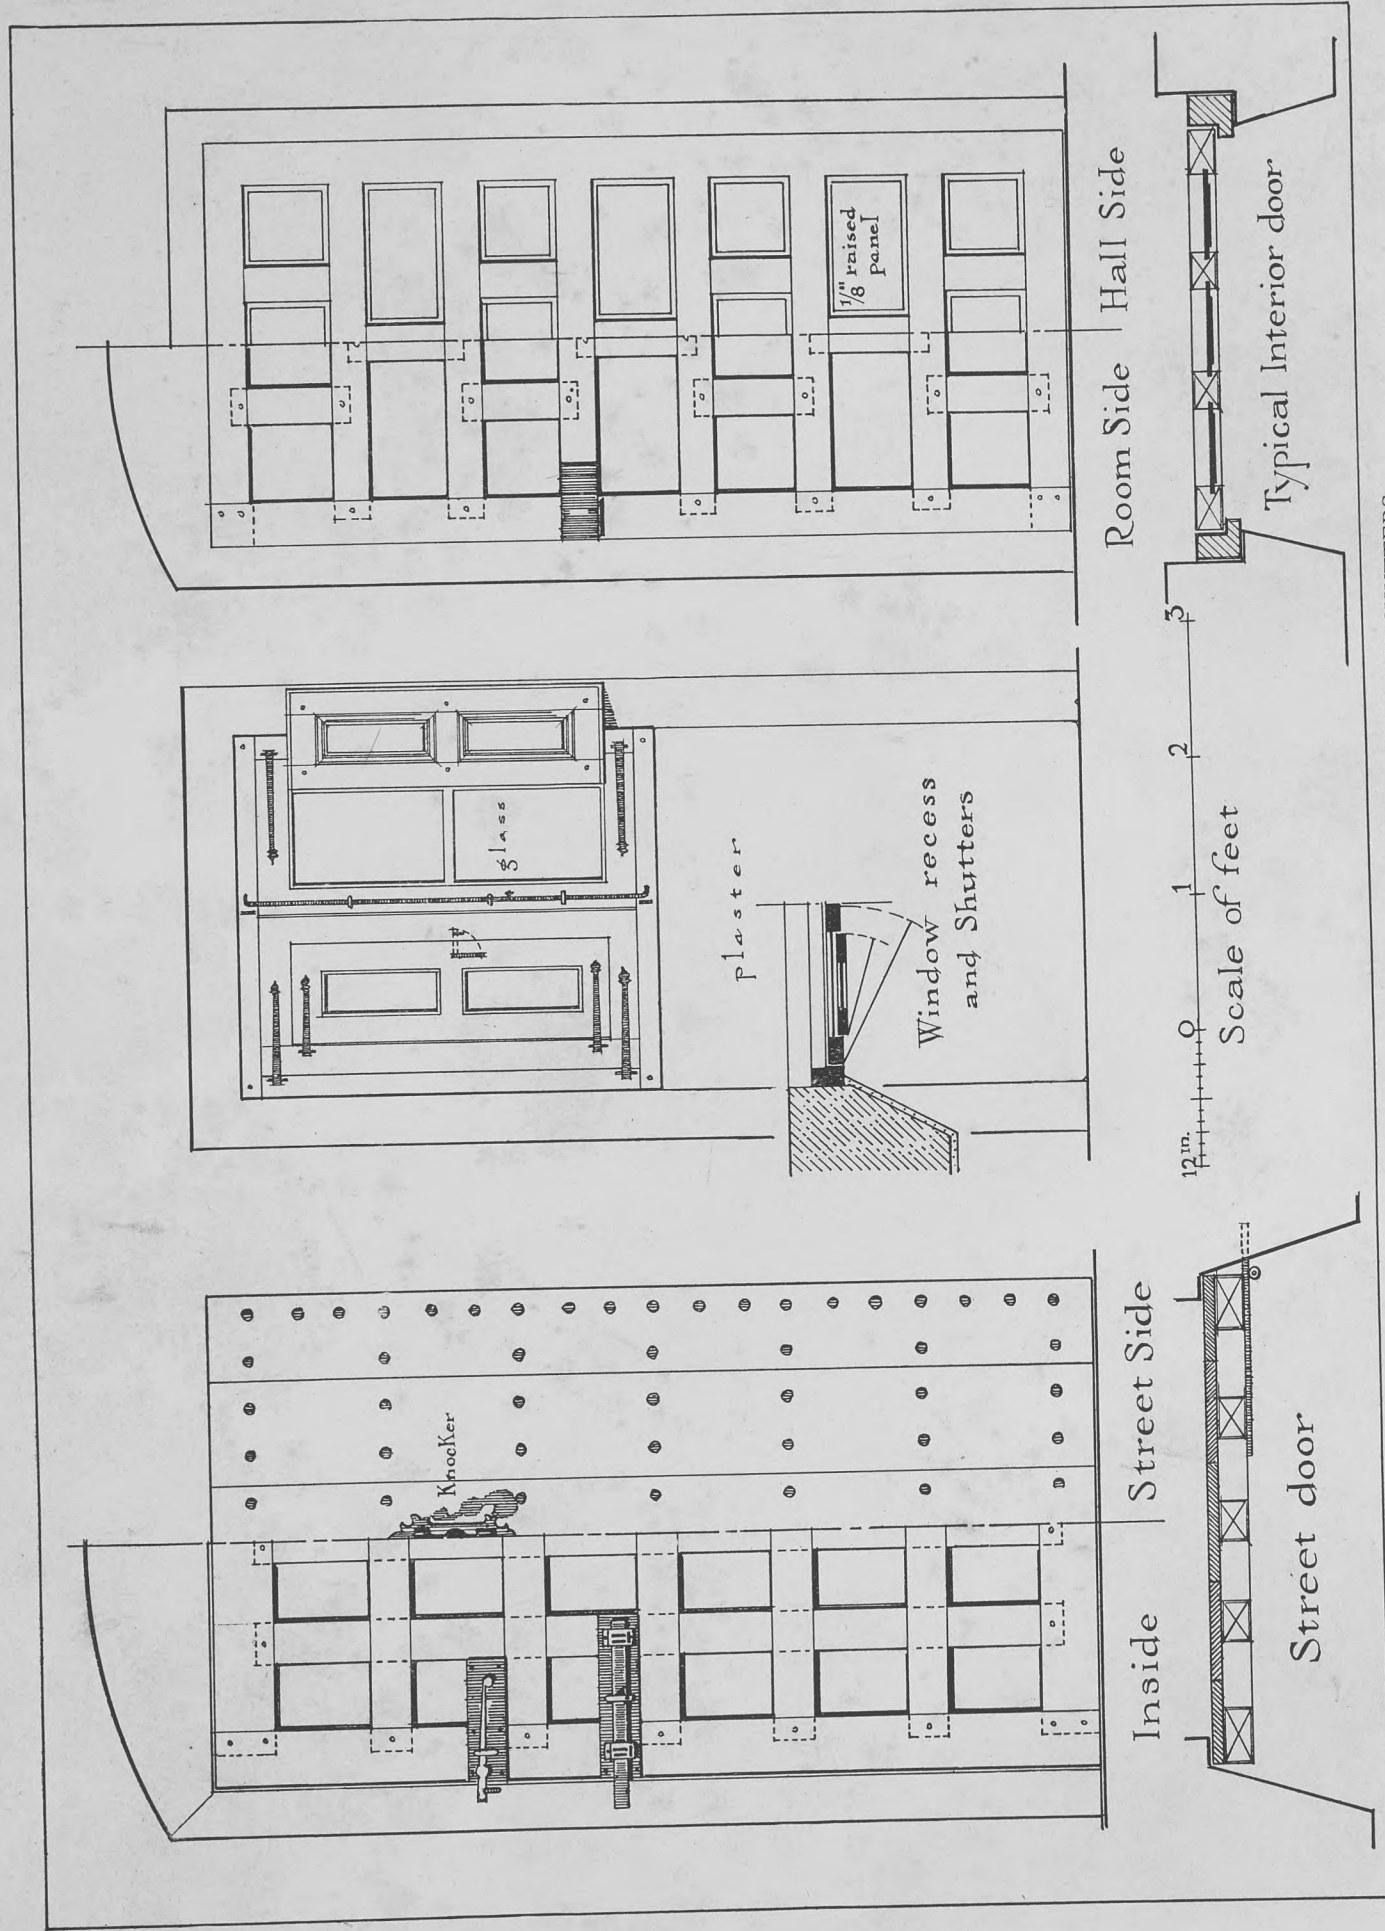 Knocker
Inside
Street Side
Street door
glass
plaster
Window recess
and Shutters
12 in.
0
1
2
3
Scale of feet
1/8" raised
panel
Room Side
Hall Side
Typical Interior door